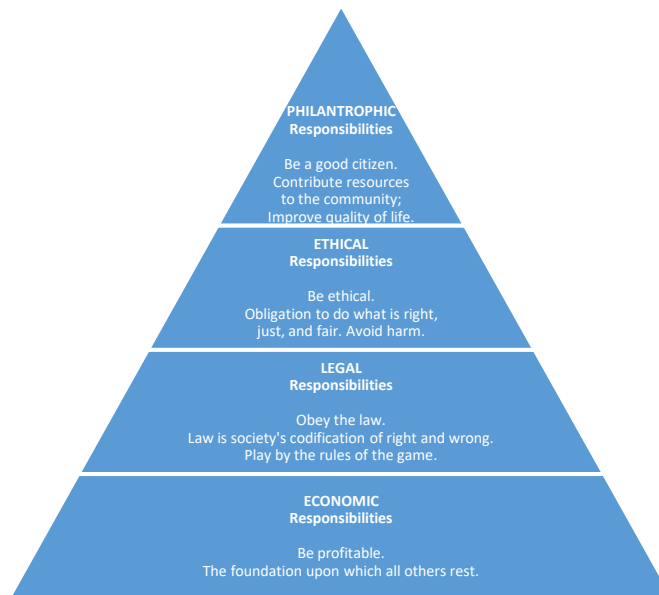 PHILANTROPHIC
Responsibilities
Be a good citizen.
Contribute resources
to the community;
Improve quality of life.
ETHICAL
Responsibilities
Be ethical.
Obligation to do what is right,
just, and fair. Avoid harm.
LEGAL
Responsibilities
Obey the law.
Law is society's codification of right and wrong.
Play by the rules of the game.
ECONOMIC
Responsibilities
Be profitable.
The foundation upon which all others rest.